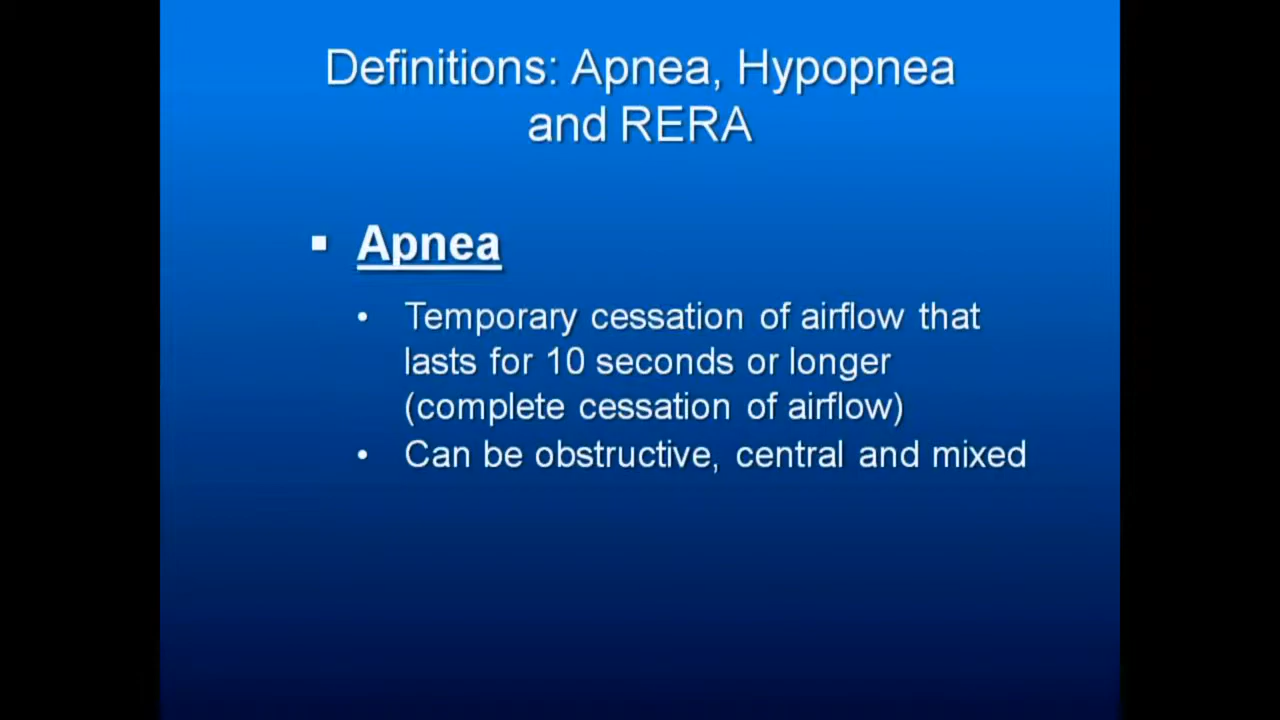 Definitions: Apnea, Hypopnea
and RERA
▪ Apnea
• Temporary cessation of airflow that
lasts for 10 seconds or longer
(complete cessation of airflow)
• Can be obstructive, central and mixed